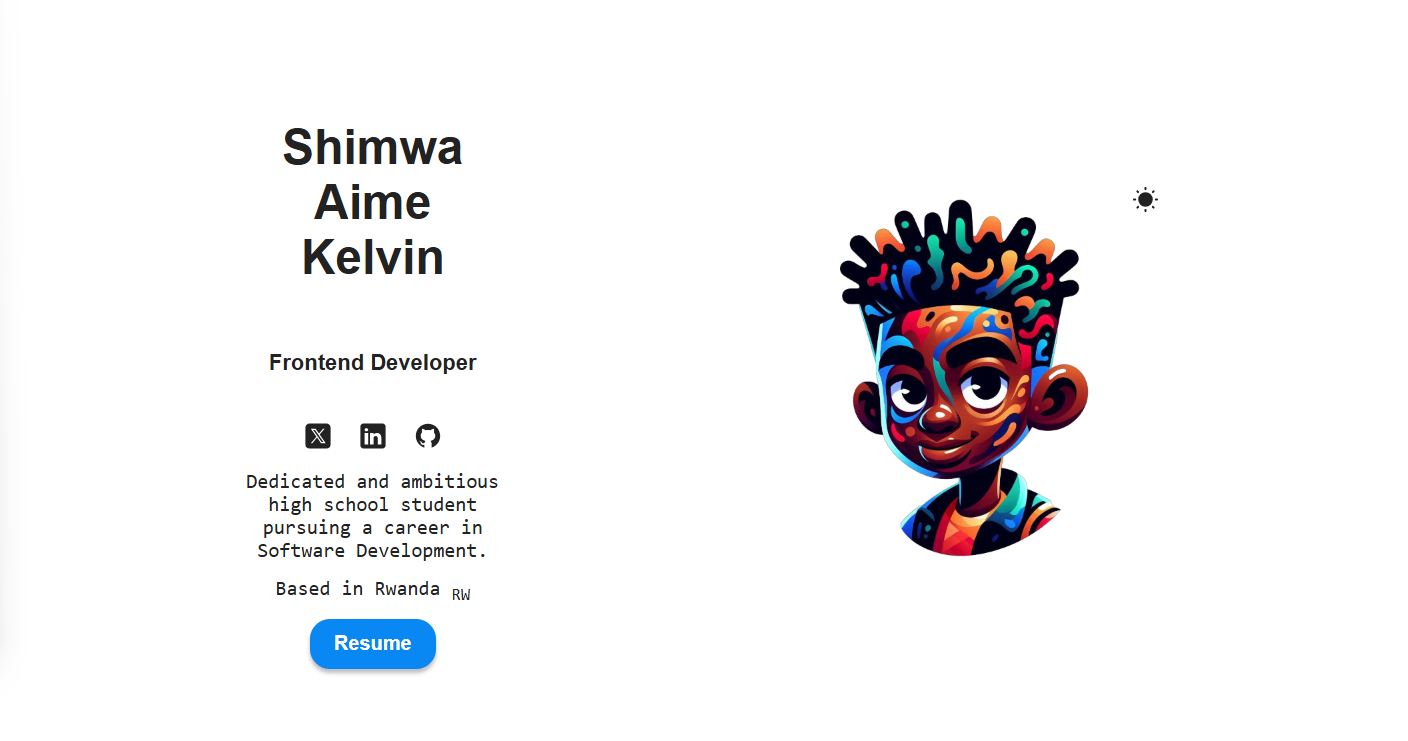 Shimwa
Aime
Kelvin
Frontend Developer
Dedicated and ambitious
high school student
pursuing a career in
Software Development.
Based in Rwanda RW
Resume